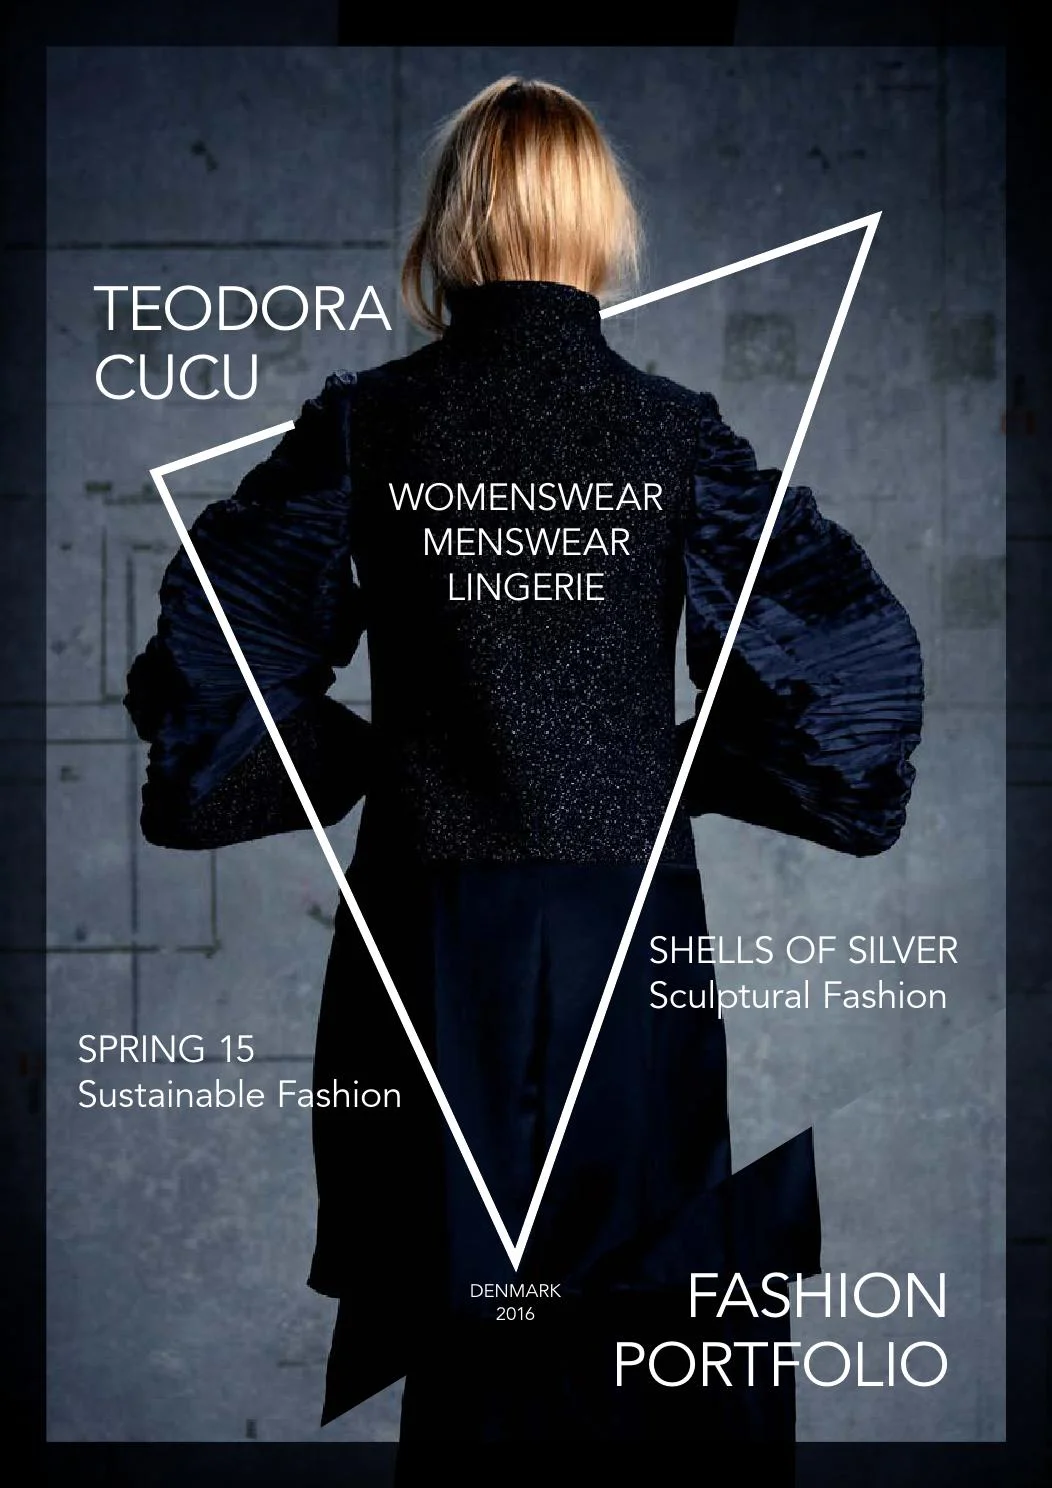 TEODORA
CUCU
WOMENSWEAR
MENSWEAR
LINGERIE
SHELLS OF SILVER
Sculptural Fashion
SPRING 15
Sustainable Fashion
DENMARK
2016
FASHION
PORTFOLIO